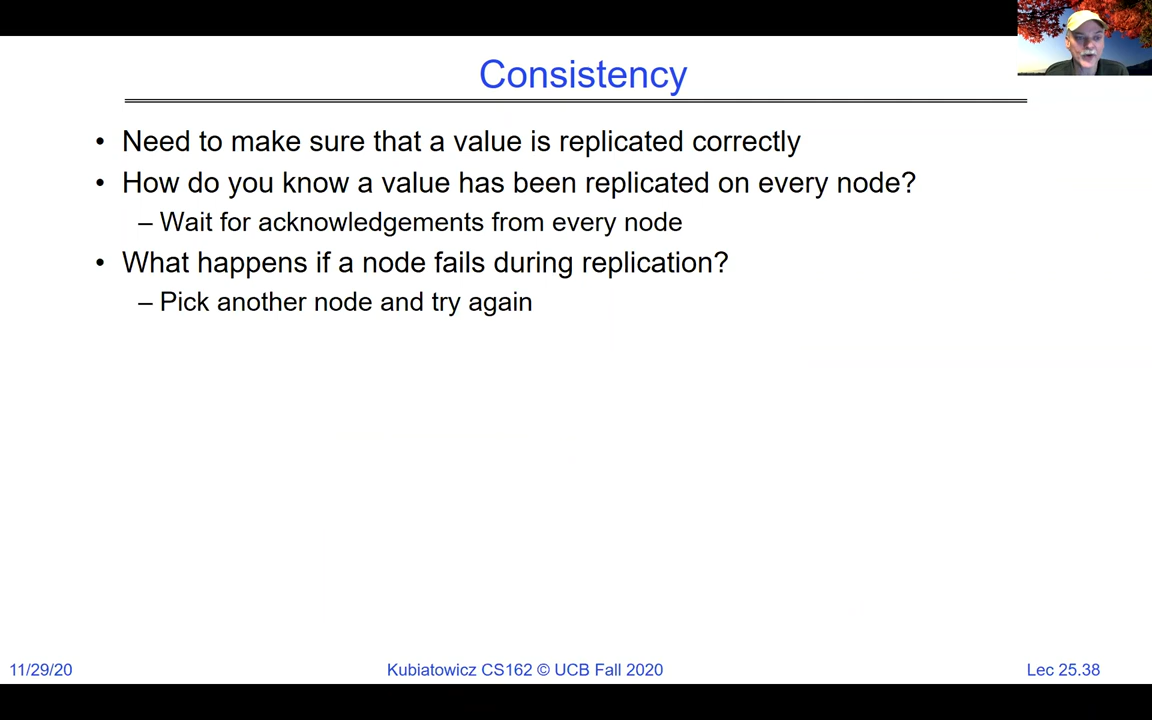 Consistency
• Need to make sure that a value is replicated correctly
• How do you know a value has been replicated on every node?
– Wait for acknowledgements from every node
• What happens if a node fails during replication?
– Pick another node and try again
11/29/20
Kubiatowicz CS162 © UCB Fall 2020
Lec 25.38